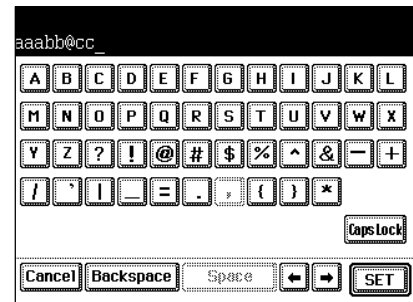 aaabb@cc_
A B C D E F G H I J K L
M N O P Q R S T U V W X
Y Z ? ! @ # $ % ^ & - +
/ ` | _ = . , { } *
Caps Lock
Cancel Backspace Space ← → SET